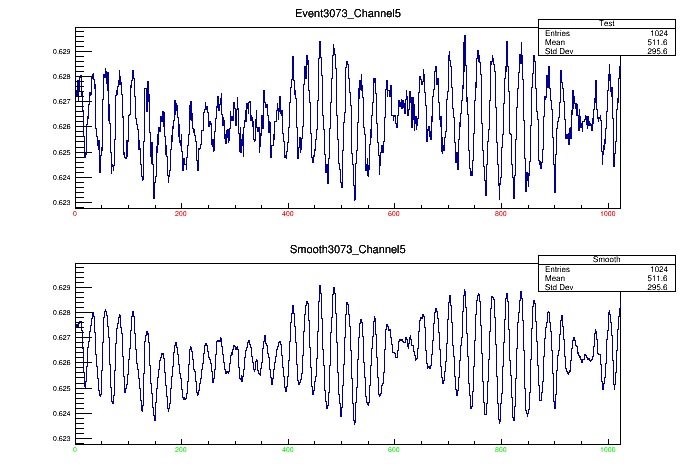 Event3073_Channel5
Test
Entries 1024
Mean 511.6
Std Dev 295.6
0.629
0.628
0.627
0.626
0.625
0.624
0.623
0 200 400 600 800 1000
Smooth3073_Channel5
Smooth
Entries 1024
Mean 511.6
Std Dev 295.6
0.629
0.628
0.627
0.626
0.625
0.624
0.623
0 200 400 600 800 1000